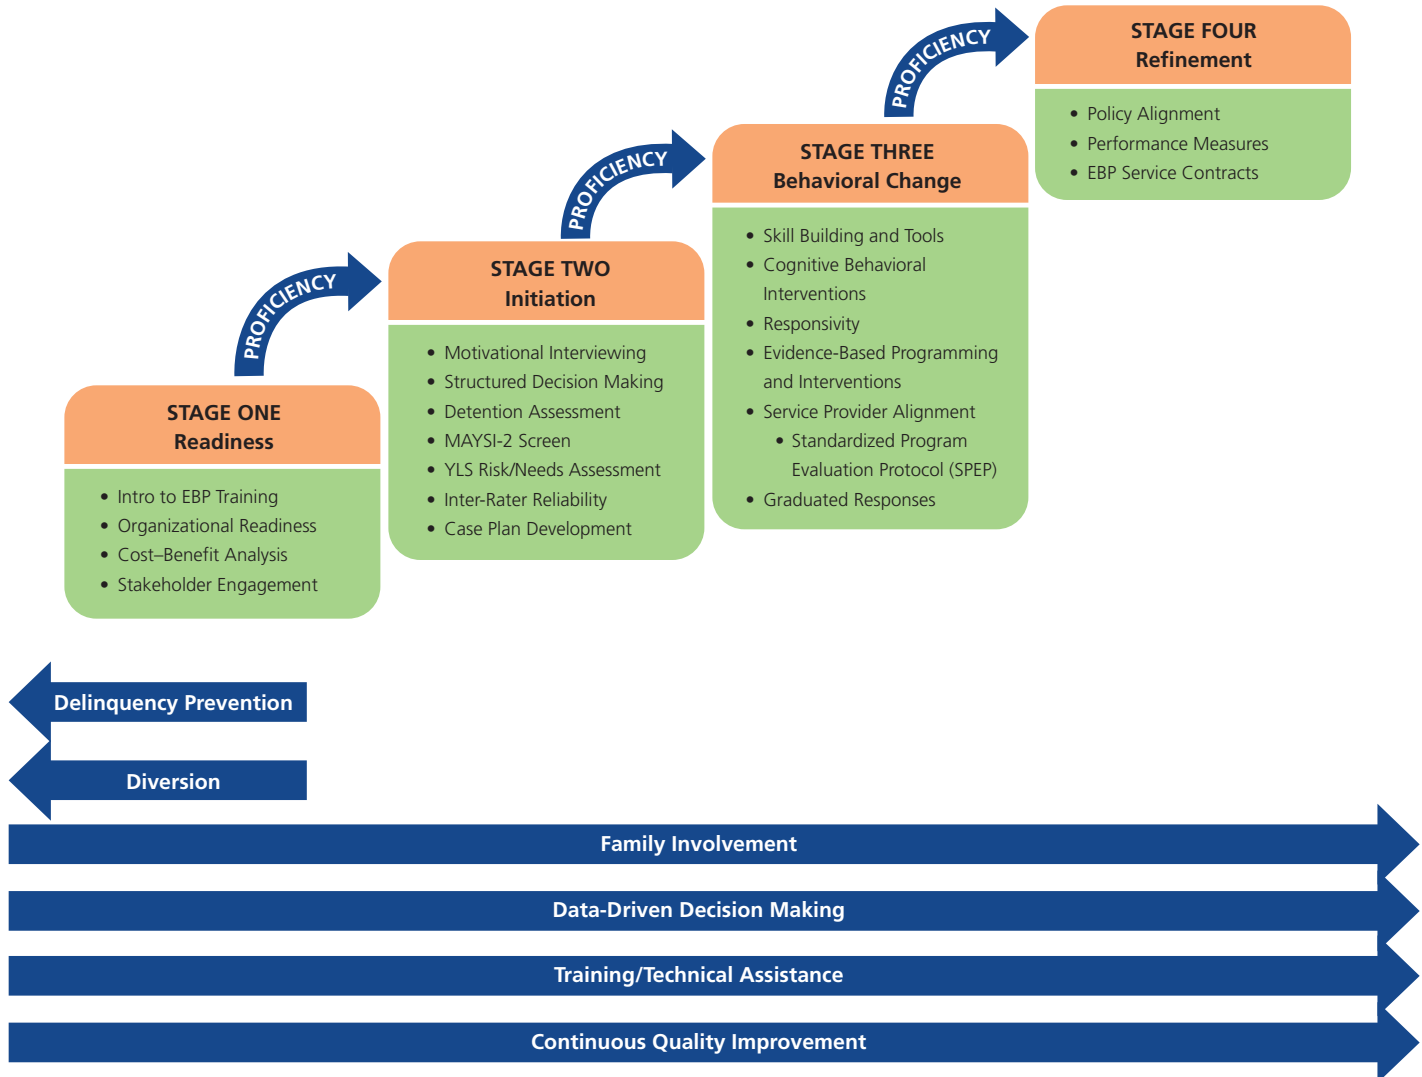 STAGE ONE
Readiness
• Intro to EBP Training
• Organizational Readiness
• Cost–Benefit Analysis
• Stakeholder Engagement
PROFICIENCY
STAGE TWO
Initiation
• Motivational Interviewing
• Structured Decision Making
• Detention Assessment
• MAYSI-2 Screen
• YLS Risk/Needs Assessment
• Inter-Rater Reliability
• Case Plan Development
PROFICIENCY
STAGE THREE
Behavioral Change
• Skill Building and Tools
• Cognitive Behavioral
Interventions
• Responsivity
• Evidence-Based Programming
and Interventions
• Service Provider Alignment
• Standardized Program
Evaluation Protocol (SPEP)
• Graduated Responses
PROFICIENCY
STAGE FOUR
Refinement
• Policy Alignment
• Performance Measures
• EBP Service Contracts
Delinquency Prevention
Diversion
Family Involvement
Data-Driven Decision Making
Training/Technical Assistance
Continuous Quality Improvement